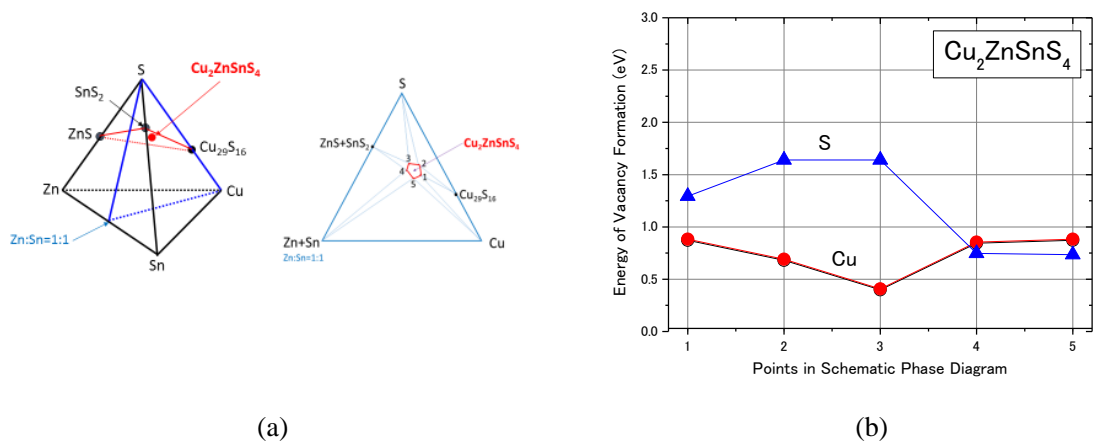 S
Cu₂ZnSnS₄
SnS₂
ZnS
Cu₂₉S₁₆
Zn
Cu
Zn:Sn=1:1
Sn
S
ZnS+SnS₂
Cu₂ZnSnS₄
3
2
4
1
5
Cu₂₉S₁₆
Zn+Sn
Cu
Zn:Sn=1:1
(a)
Energy of Vacancy Formation (eV)
3.0
2.5
2.0
1.5
1.0
0.5
0.0
Cu₂ZnSnS₄
S
Cu
1 2 3 4 5
Points in Schematic Phase Diagram
(b)